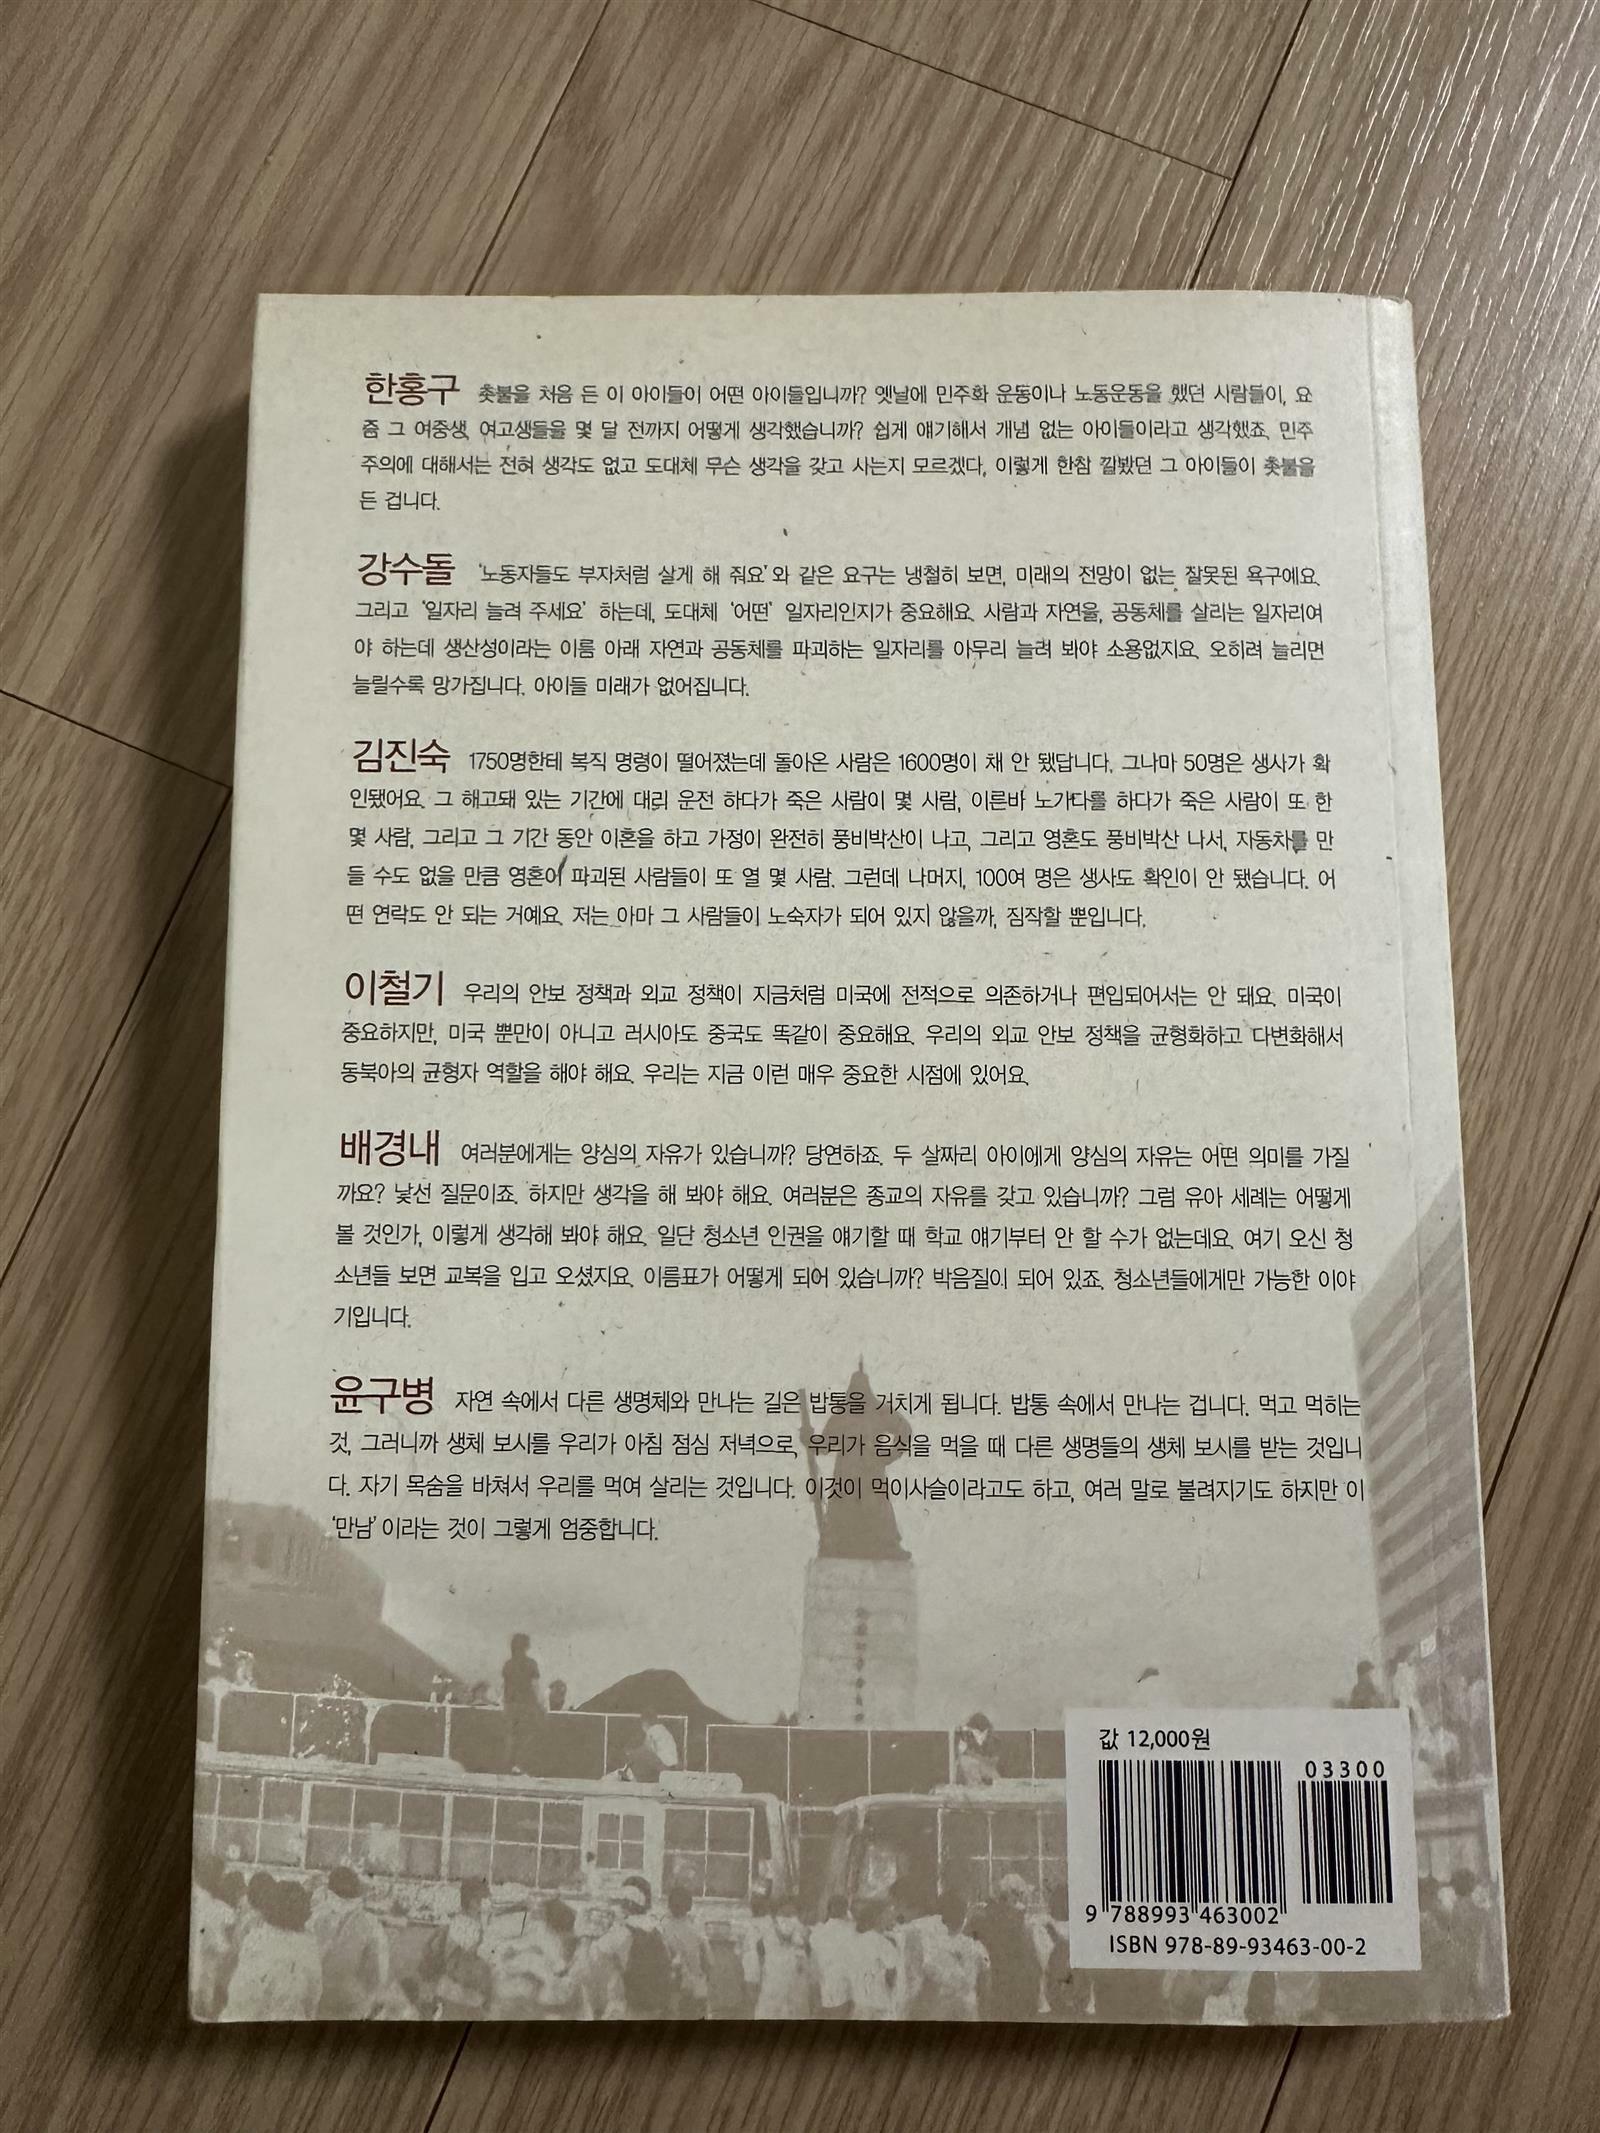 한홍구 촛불을 처음 든 이 아이들이 어떤 아이들입니까? 옛날에 민주화 운동이나 노동운동을 했던 사람들이, 요
즘 그 여중생, 여고생들을 몇 달 전까지 어떻게 생각했습니까? 쉽게 얘기해서 개념 없는 아이들이라고 생각했죠. 민주
주의에 대해서는 전혀 생각도 없고 도대체 무슨 생각을 갖고 사는지 모르겠다, 이렇게 한참 깔봤던 그 아이들이 촛불을
든 겁니다.
강수돌 '노동자들도 부자처럼 살게 해 줘요'와 같은 요구는 냉철히 보면, 미래의 전망이 없는 잘못된 욕구예요.
그리고 '일자리 늘려 주세요' 하는데, 도대체 '어떤' 일자리인지가 중요해요. 사람과 자연을, 공동체를 살리는 일자리여
야 하는데 생산성이라는 이름 아래 자연과 공동체를 파괴하는 일자리를 아무리 늘려 봐야 소용없지요. 오히려 늘리면
늘릴수록 망가집니다. 아이들 미래가 없어집니다.
김진숙 1750명한테 복직 명령이 떨어졌는데 돌아온 사람은 1600명이 채 안 됐답니다. 그나마 50명은 생사가 확
인됐어요. 그 해고돼 있는 기간에 대리 운전 하다가 죽은 사람이 몇 사람, 이른바 노가다를 하다가 죽은 사람이 또 한
몇 사람, 그리고 그 기간 동안 이혼을 하고 가정이 완전히 풍비박산이 나고, 그리고 영혼도 풍비박산 나서, 자동차를 만
들 수도 없을 만큼 영혼이 파괴된 사람들이 또 열 몇 사람. 그런데 나머지, 100여 명은 생사도 확인이 안 됐습니다. 어
떤 연락도 안 되는 거예요. 저는 아마 그 사람들이 노숙자가 되어 있지 않을까, 짐작할 뿐입니다.
이철기 우리의 안보 정책과 외교 정책이 지금처럼 미국에 전적으로 의존하거나 편입되어서는 안 돼요. 미국이
중요하지만, 미국 뿐만이 아니고 러시아도 중국도 똑같이 중요해요. 우리의 외교 안보 정책을 균형화하고 다변화해서
동북아의 균형자 역할을 해야 해요. 우리는 지금 이런 매우 중요한 시점에 있어요.
배경내 여러분에게는 양심의 자유가 있습니까? 당연하죠. 두 살짜리 아이에게 양심의 자유는 어떤 의미를 가질
까요? 낯선 질문이죠. 하지만 생각을 해 봐야 해요. 여러분은 종교의 자유를 갖고 있습니까? 그럼 유아 세례는 어떻게
볼 것인가, 이렇게 생각해 봐야 해요. 일단 청소년 인권을 얘기할 때 학교 얘기부터 안 할 수가 없는데요. 여기 오신 청
소년들 보면 교복을 입고 오셨지요. 이름표가 어떻게 되어 있습니까? 박음질이 되어 있죠. 청소년들에게만 가능한 이야
기입니다.
윤구병 자연 속에서 다른 생명체와 만나는 길은 밥통을 거치게 됩니다. 밥통 속에서 만나는 겁니다. 먹고 먹히는
것, 그러니까 생체 보시를 우리가 아침 점심 저녁으로, 우리가 음식을 먹을 때 다른 생명들의 생체 보시를 받는 것입니
다. 자기 목숨을 바쳐서 우리를 먹여 살리는 것입니다. 이것이 먹이사슬이라고도 하고, 여러 말로 불려지기도 하지만 이
'만남'이라는 것이 그렇게 엄중합니다.
값 12,000원
03300
9 788993 463002
ISBN 978-89-93463-00-2